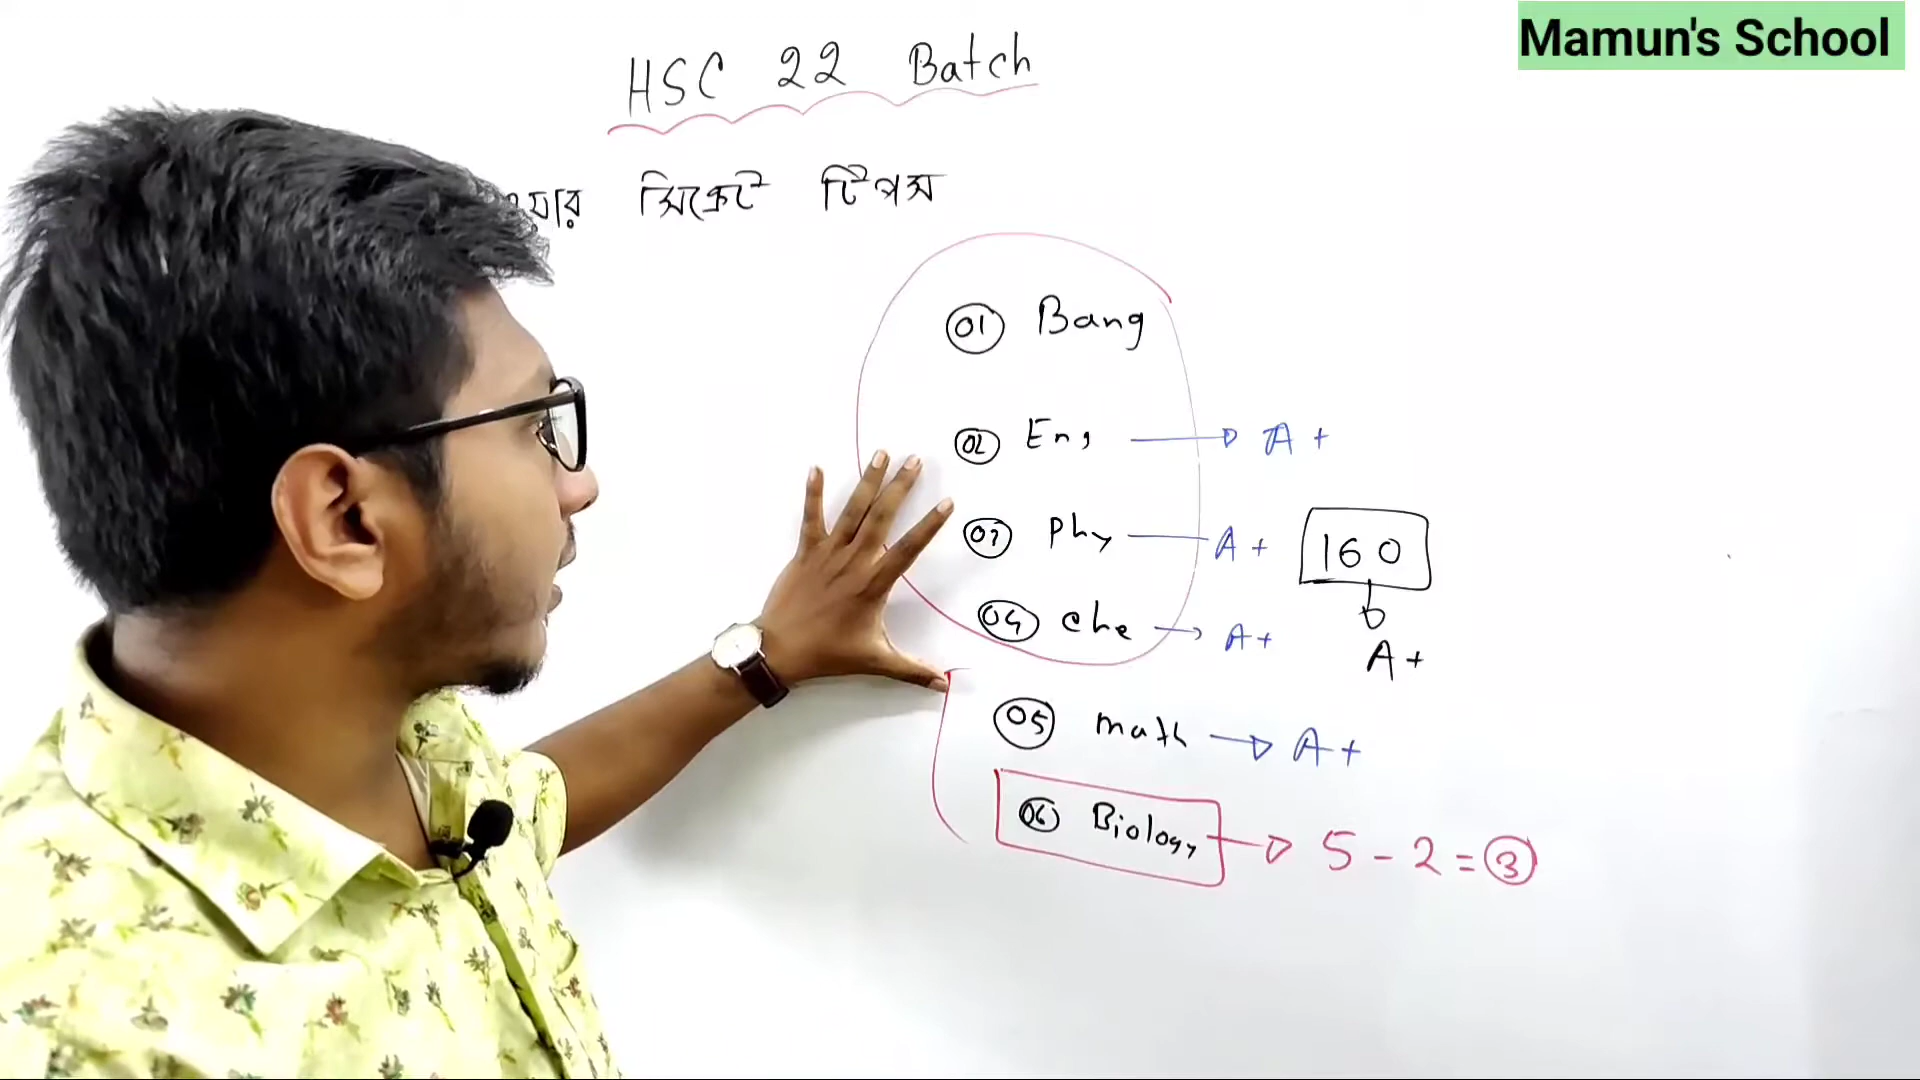 Mamun's School
HSC 22 Batch
সিক্রেট টিপস
01 Bang
02 Eng → A+
03 Phy — A+ 160
04 Che → A+ A+
05 Math → A+
06 Biology → 5 - 2 = 3